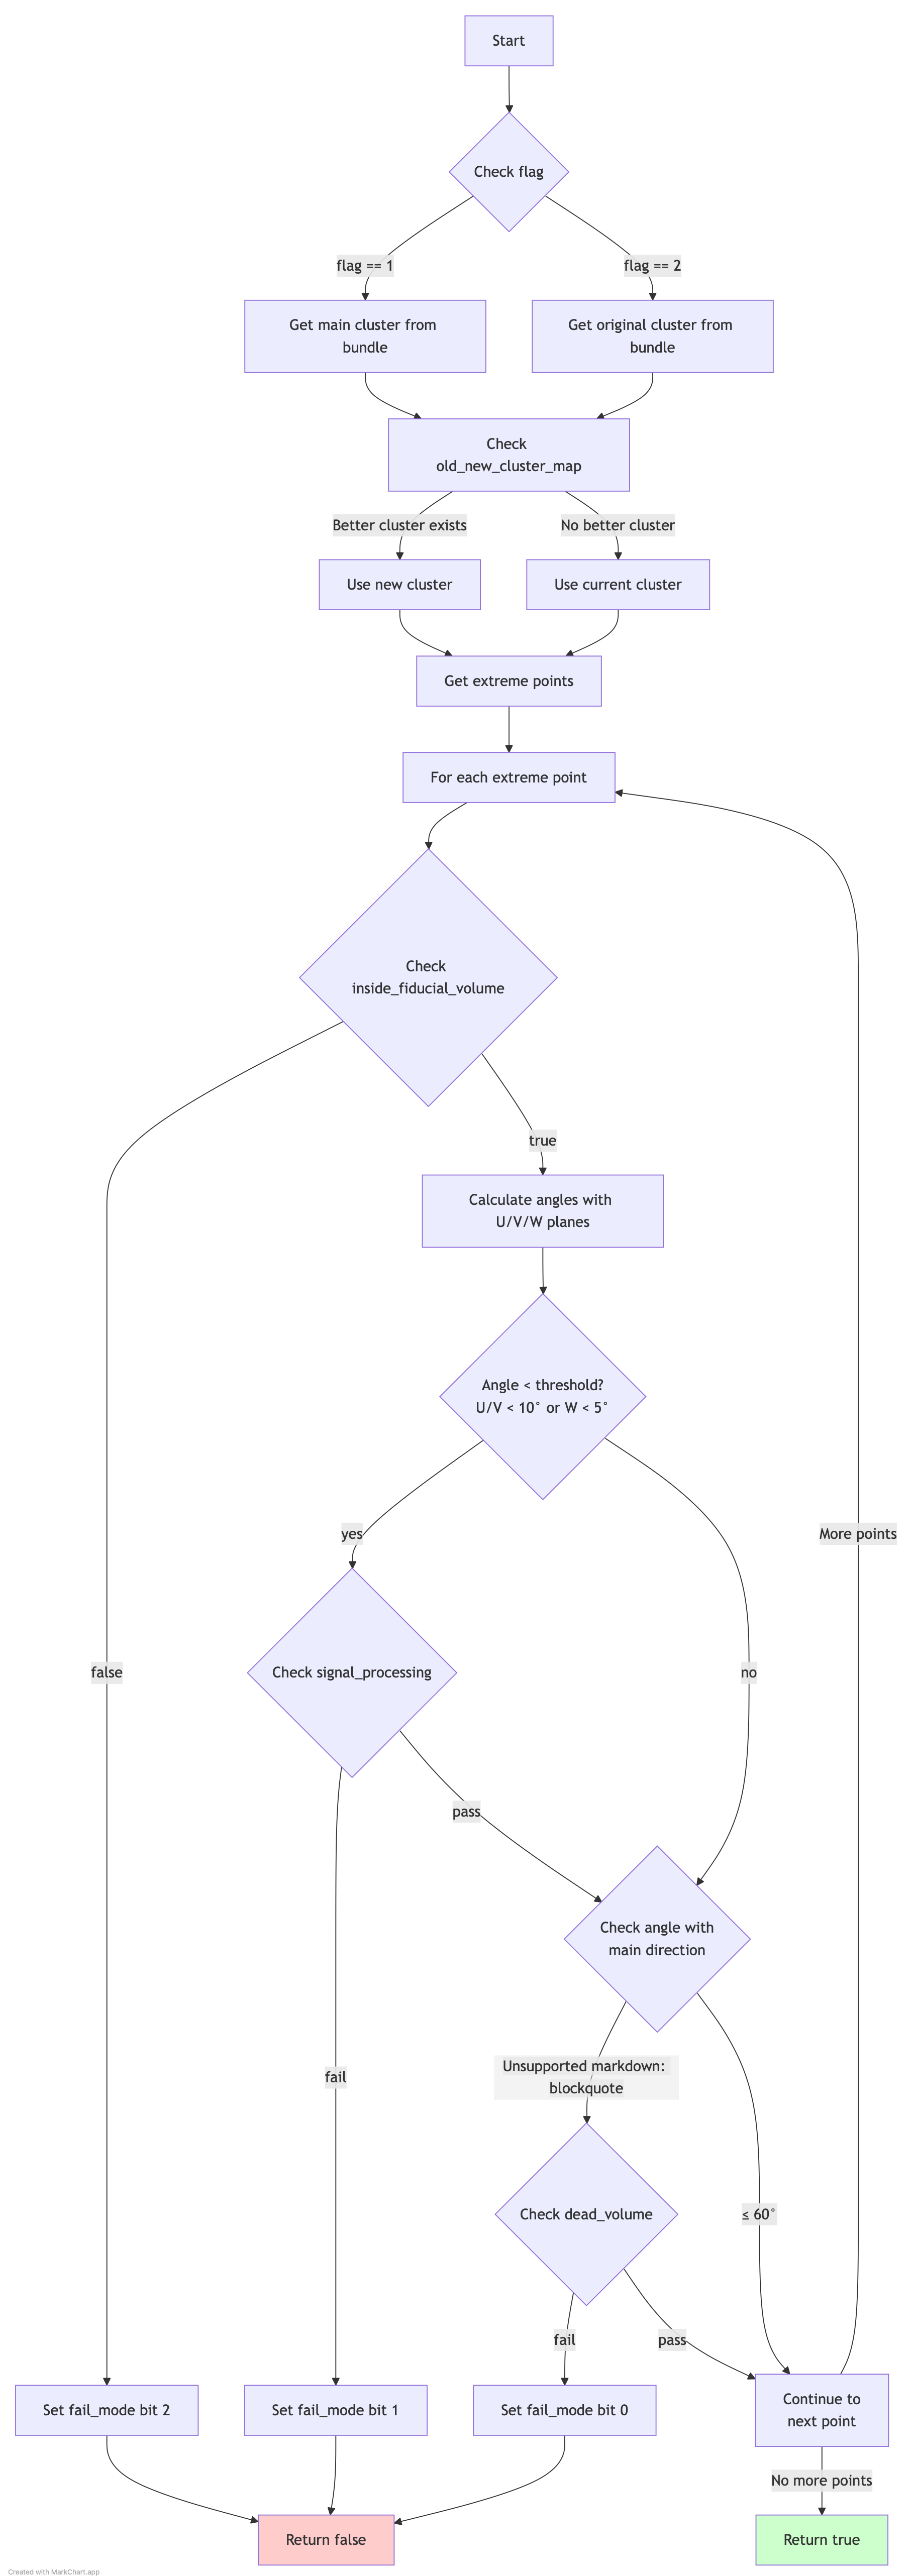 Start
Check flag
flag == 1
flag == 2
Get main cluster from
bundle
Get original cluster from
bundle
Check
old_new_cluster_map
Better cluster exists
No better cluster
Use new cluster
Use current cluster
Get extreme points
For each extreme point
Check
inside_fiducial_volume
true
Calculate angles with
U/V/W planes
Angle < threshold?
U/V < 10° or W < 5°
yes
More points
false
Check signal_processing
no
pass
Check angle with
main direction
Unsupported markdown:
blockquote
fail
Check dead_volume
≤ 60°
fail
pass
Set fail_mode bit 2
Set fail_mode bit 1
Set fail_mode bit 0
Continue to
next point
No more points
Return false
Return true
Created with MarkChart.app